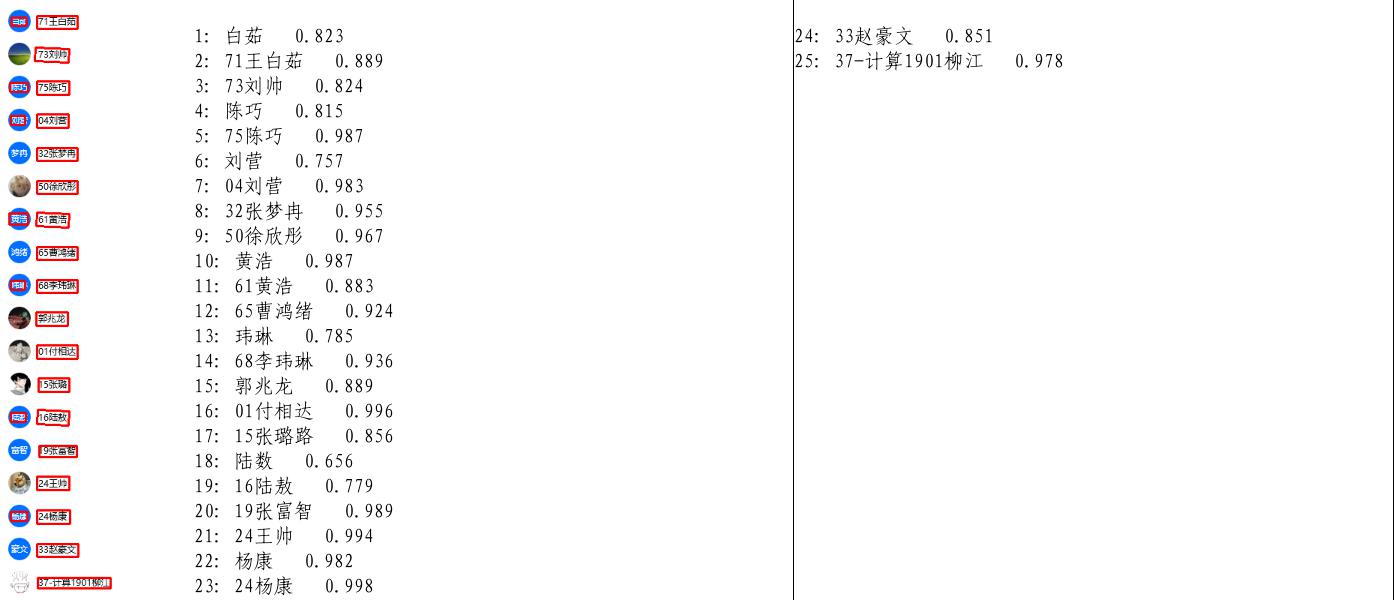 白茹 71王白茹
73刘帅
陈巧 75陈巧
刘营 04刘营
梦冉 32张梦冉
50徐欣彤
黄浩 61黄浩
鸿绪 65曹鸿绪
玮琳 68李玮琳
郭兆龙
01付相达
15张璐
陆敖 16陆敖
富智 19张富智
24王帅
杨康 24杨康
豪文 33赵豪文
37-计算1901柳江
1: 白茹 0.823
2: 71王白茹 0.889
3: 73刘帅 0.824
4: 陈巧 0.815
5: 75陈巧 0.987
6: 刘营 0.757
7: 04刘营 0.983
8: 32张梦冉 0.955
9: 50徐欣彤 0.967
10: 黄浩 0.987
11: 61黄浩 0.883
12: 65曹鸿绪 0.924
13: 玮琳 0.785
14: 68李玮琳 0.936
15: 郭兆龙 0.889
16: 01付相达 0.996
17: 15张璐路 0.856
18: 陆数 0.656
19: 16陆敖 0.779
20: 19张富智 0.989
21: 24王帅 0.994
22: 杨康 0.982
23: 24杨康 0.998
24: 33赵豪文 0.851
25: 37-计算1901柳江 0.978